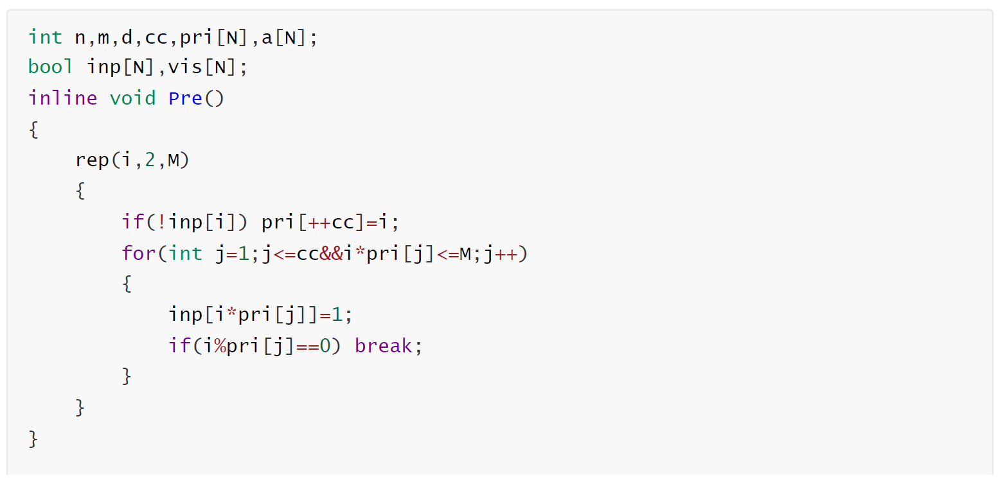 int n,m,d,cc,pri[N],a[N];
bool inp[N],vis[N];
inline void Pre()
{
    rep(i,2,M)
    {
        if(!inp[i]) pri[++cc]=i;
        for(int j=1;j<=cc&&i*pri[j]<=M;j++)
        {
            inp[i*pri[j]]=1;
            if(i%pri[j]==0) break;
        }
    }
}